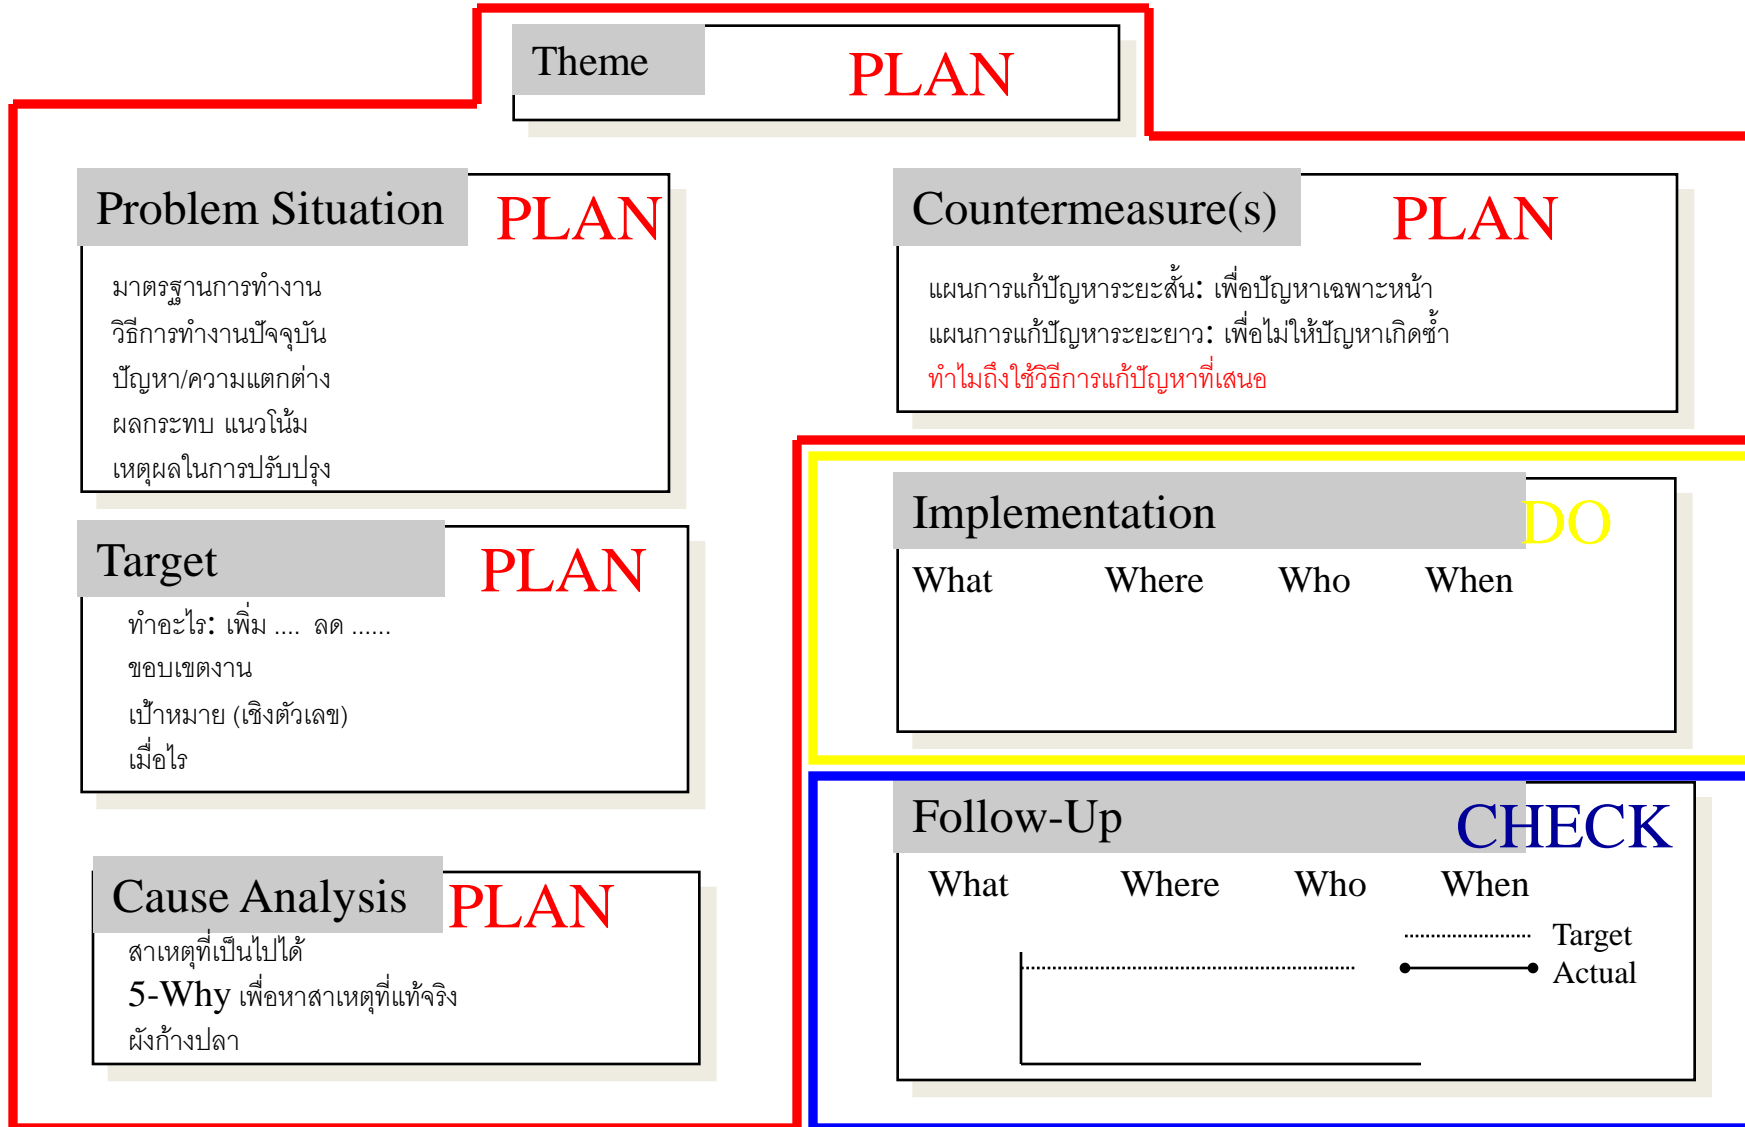 Theme
PLAN
Problem Situation
PLAN
มาตรฐานการทำงาน
วิธีการทำงานปัจจุบัน
ปัญหา/ความแตกต่าง
ผลกระทบ แนวโน้ม
เหตุผลในการปรับปรุง
Target
PLAN
ทำอะไร: เพิ่ม .... ลด ......
ขอบเขตงาน
เป้าหมาย (เชิงตัวเลข)
เมื่อไร
Cause Analysis
PLAN
สาเหตุที่เป็นไปได้
5-Why เพื่อหาสาเหตุที่แท้จริง
ผังก้างปลา
Countermeasure(s)
PLAN
แผนการแก้ปัญหาระยะสั้น: เพื่อปัญหาเฉพาะหน้า
แผนการแก้ปัญหาระยะยาว: เพื่อไม่ให้ปัญหาเกิดซ้ำ
ทำไมถึงใช้วิธีการแก้ปัญหาที่เสนอ
Implementation
DO
What Where Who When
Follow-Up
CHECK
What Where Who When
Target
Actual